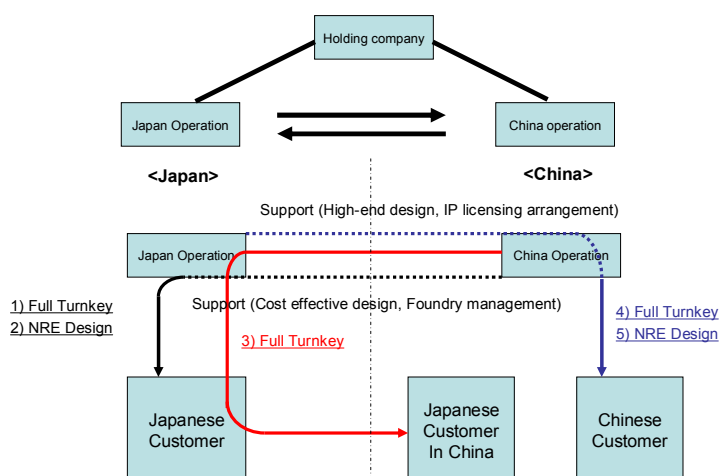 Holding company
Japan Operation
China operation
<Japan>
<China>
Support (High-end design, IP licensing arrangement)
Japan Operation
China Operation
Support (Cost effective design, Foundry management)
1) Full Turnkey
2) NRE Design
3) Full Turnkey
4) Full Turnkey
5) NRE Design
Japanese
Customer
Japanese
Customer
In China
Chinese
Customer